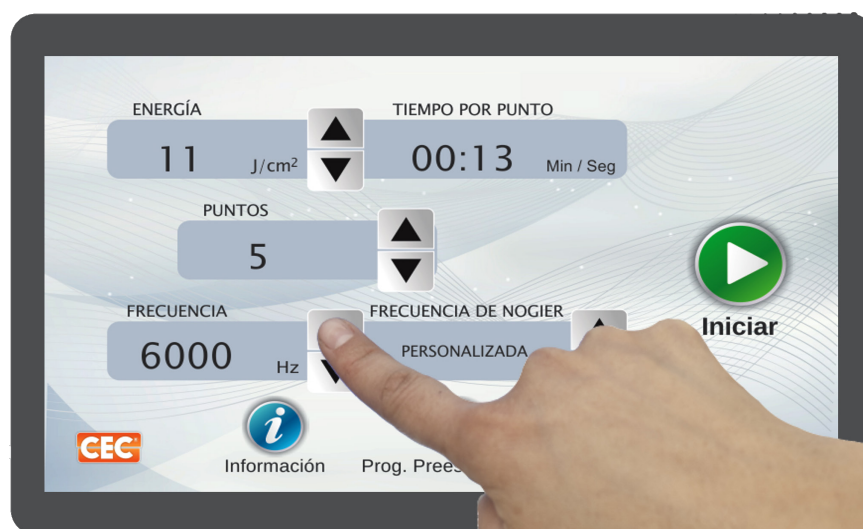 ENERGÍA
11 J/cm²
TIEMPO POR PUNTO
00:13 Min / Seg
PUNTOS
5
FRECUENCIA
6000 Hz
FRECUENCIA DE NOGIER
PERSONALIZADA
Iniciar
CEC
Información
Prog.